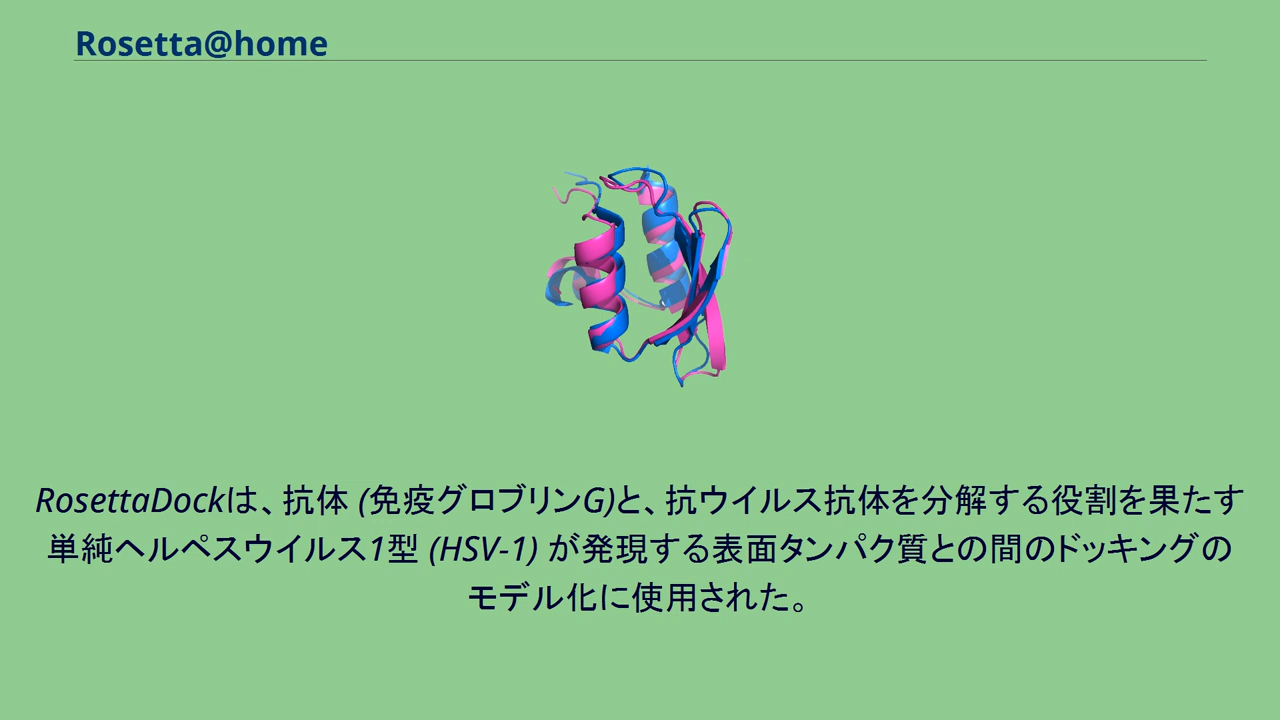 Rosetta@home
RosettaDockは、抗体 (免疫グロブリンG)と、抗ウイルス抗体を分解する役割を果たす
単純ヘルペスウイルス1型 (HSV-1) が発現する表面タンパク質との間のドッキングの
モデル化に使用された。